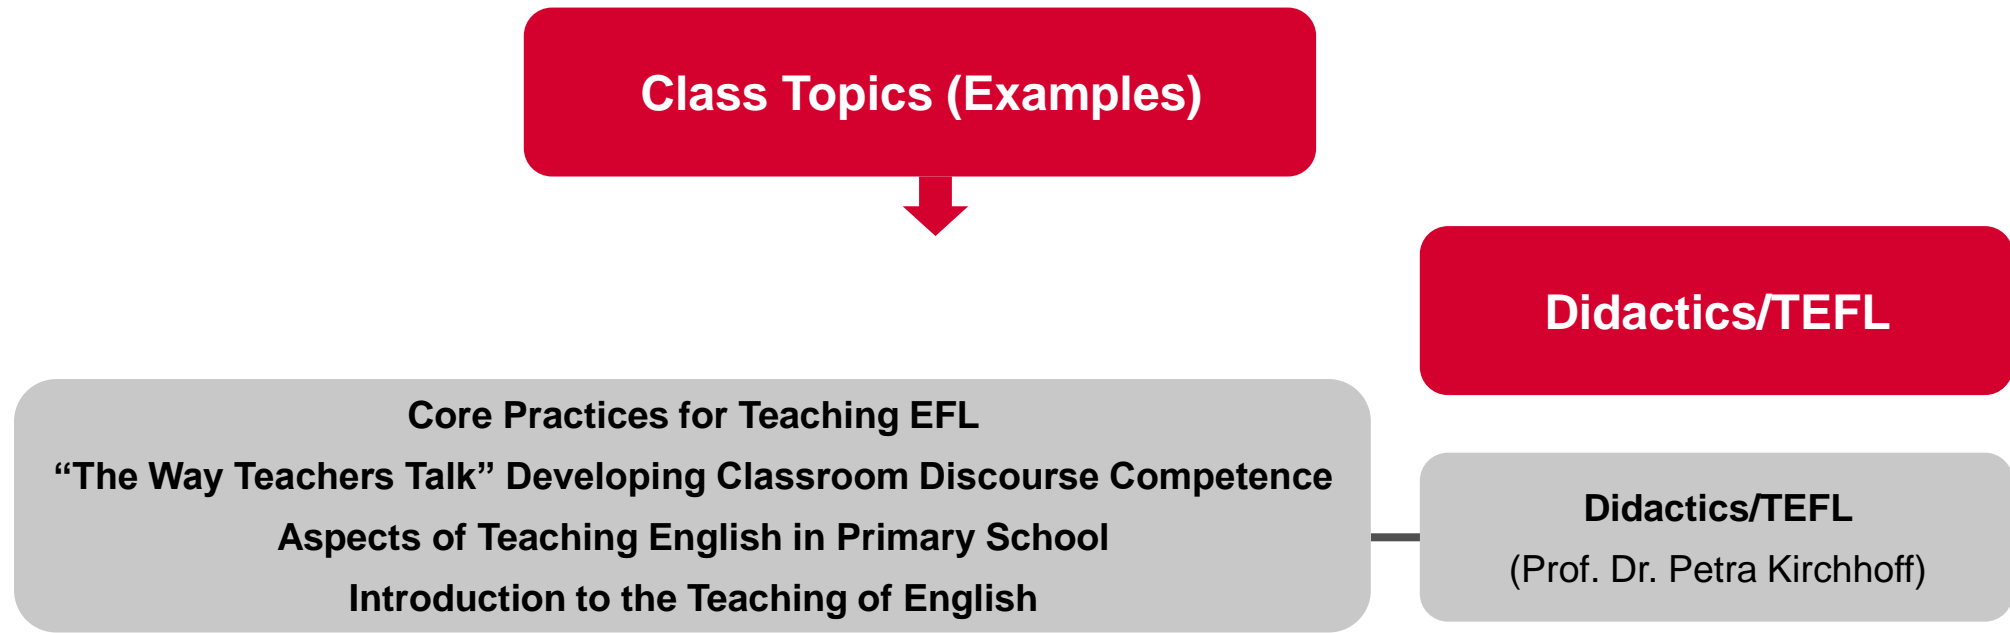 Class Topics (Examples)
Didactics/TEFL
Core Practices for Teaching EFL
“The Way Teachers Talk” Developing Classroom Discourse Competence
Aspects of Teaching English in Primary School
Introduction to the Teaching of English
Didactics/TEFL
(Prof. Dr. Petra Kirchhoff)